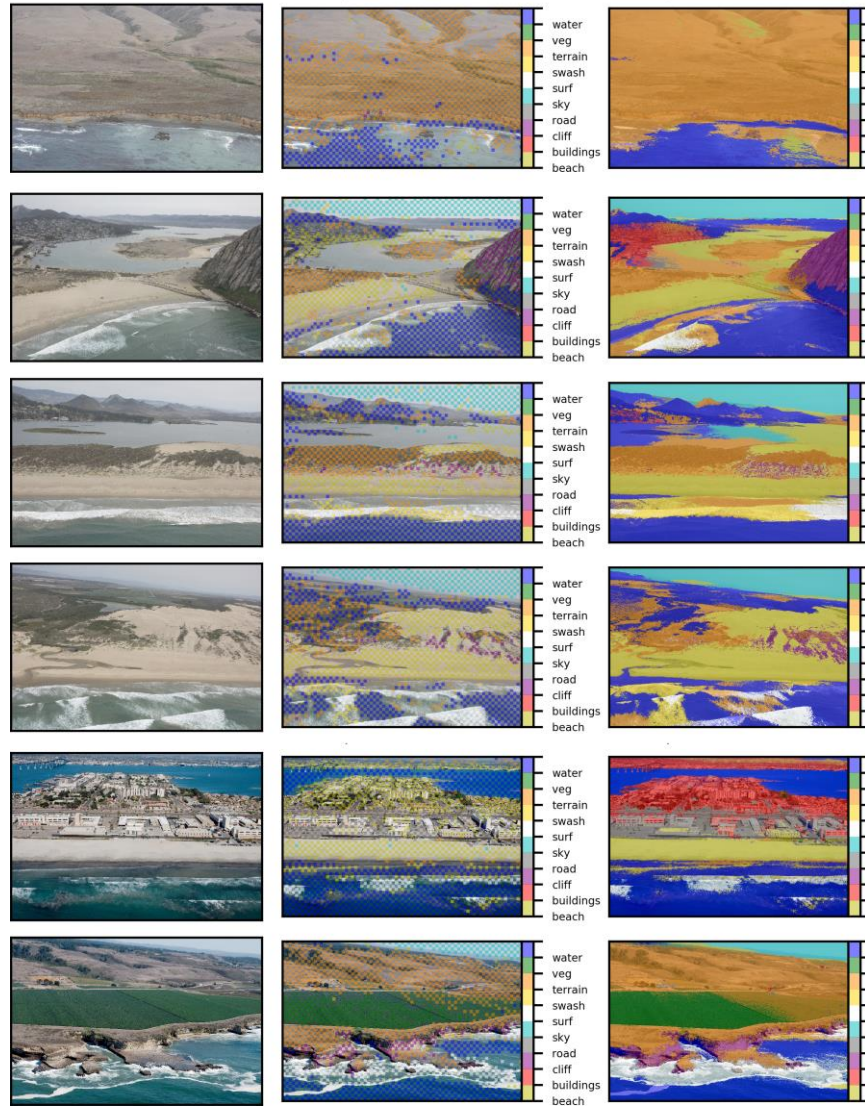 water
veg
terrain
swash
surf
sky
road
cliff
buildings
beach
water
veg
terrain
swash
surf
sky
road
cliff
buildings
beach
water
veg
terrain
swash
surf
sky
road
cliff
buildings
beach
water
veg
terrain
swash
surf
sky
road
cliff
buildings
beach
water
veg
terrain
swash
surf
sky
road
cliff
buildings
beach
water
veg
terrain
swash
surf
sky
road
cliff
buildings
beach